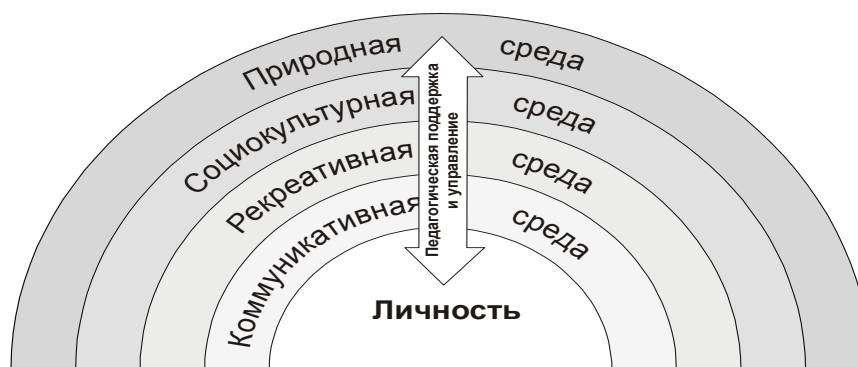 Природная среда
Социокультурная среда
Рекреативная среда
Коммуникативная среда
Педагогическая поддержка
и управление
Личность